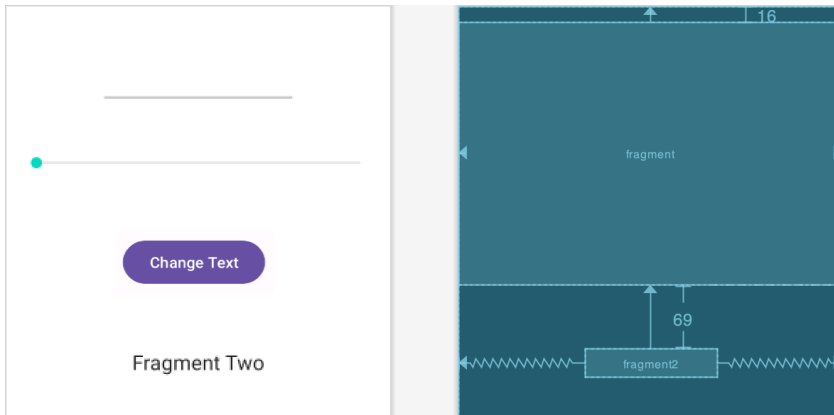 Change Text
Fragment Two
16
fragment
69
fragment2